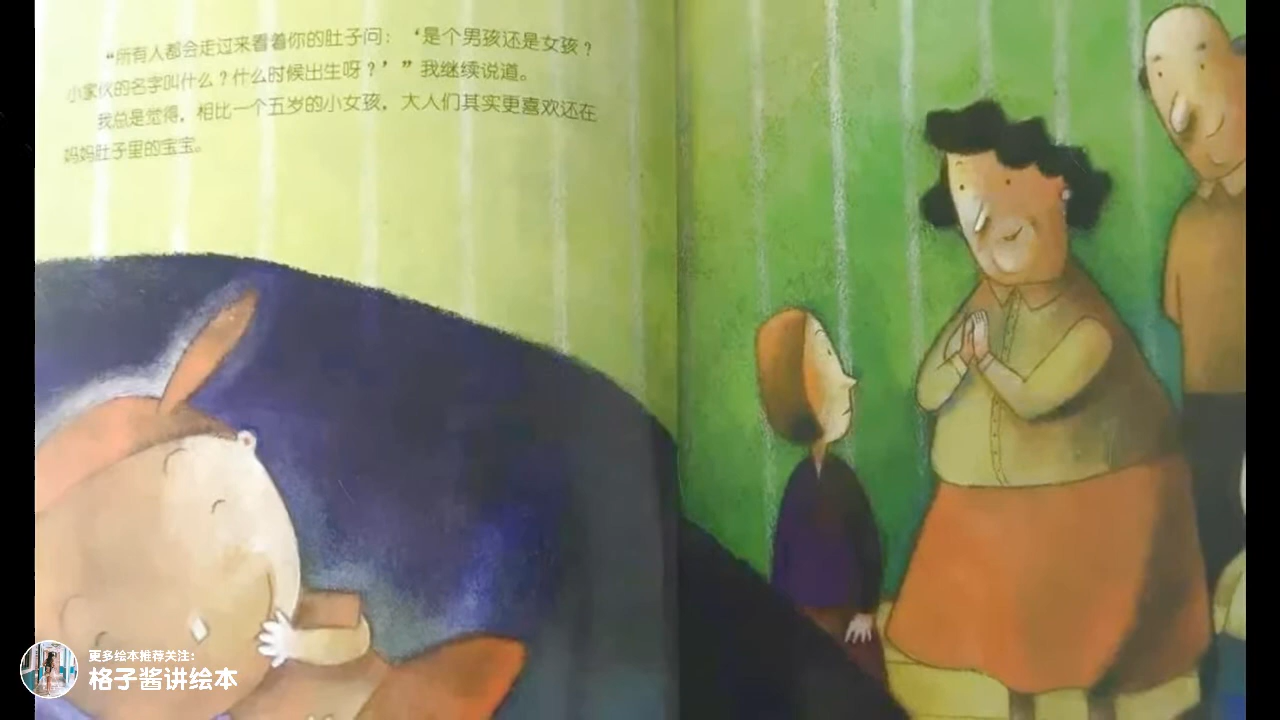 “所有人都会走过来看着你的肚子问：‘是个男孩还是女孩？
小家伙的名字叫什么？什么时候出生呀？’”我继续说道。
我总是觉得，相比一个五岁的小女孩，大人们其实更喜欢还在
妈妈肚子里的宝宝。
更多绘本推荐关注：
格子酱讲绘本